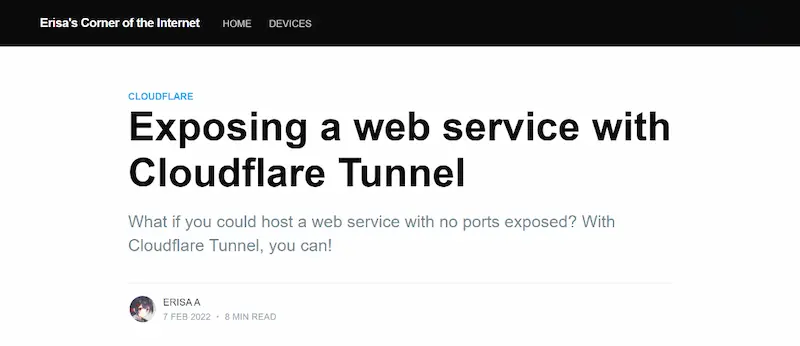 Erisa's Corner of the Internet HOME DEVICES
CLOUDFLARE
Exposing a web service with
Cloudflare Tunnel
What if you could host a web service with no ports exposed? With
Cloudflare Tunnel, you can!
ERISA A
7 FEB 2022 • 8 MIN READ